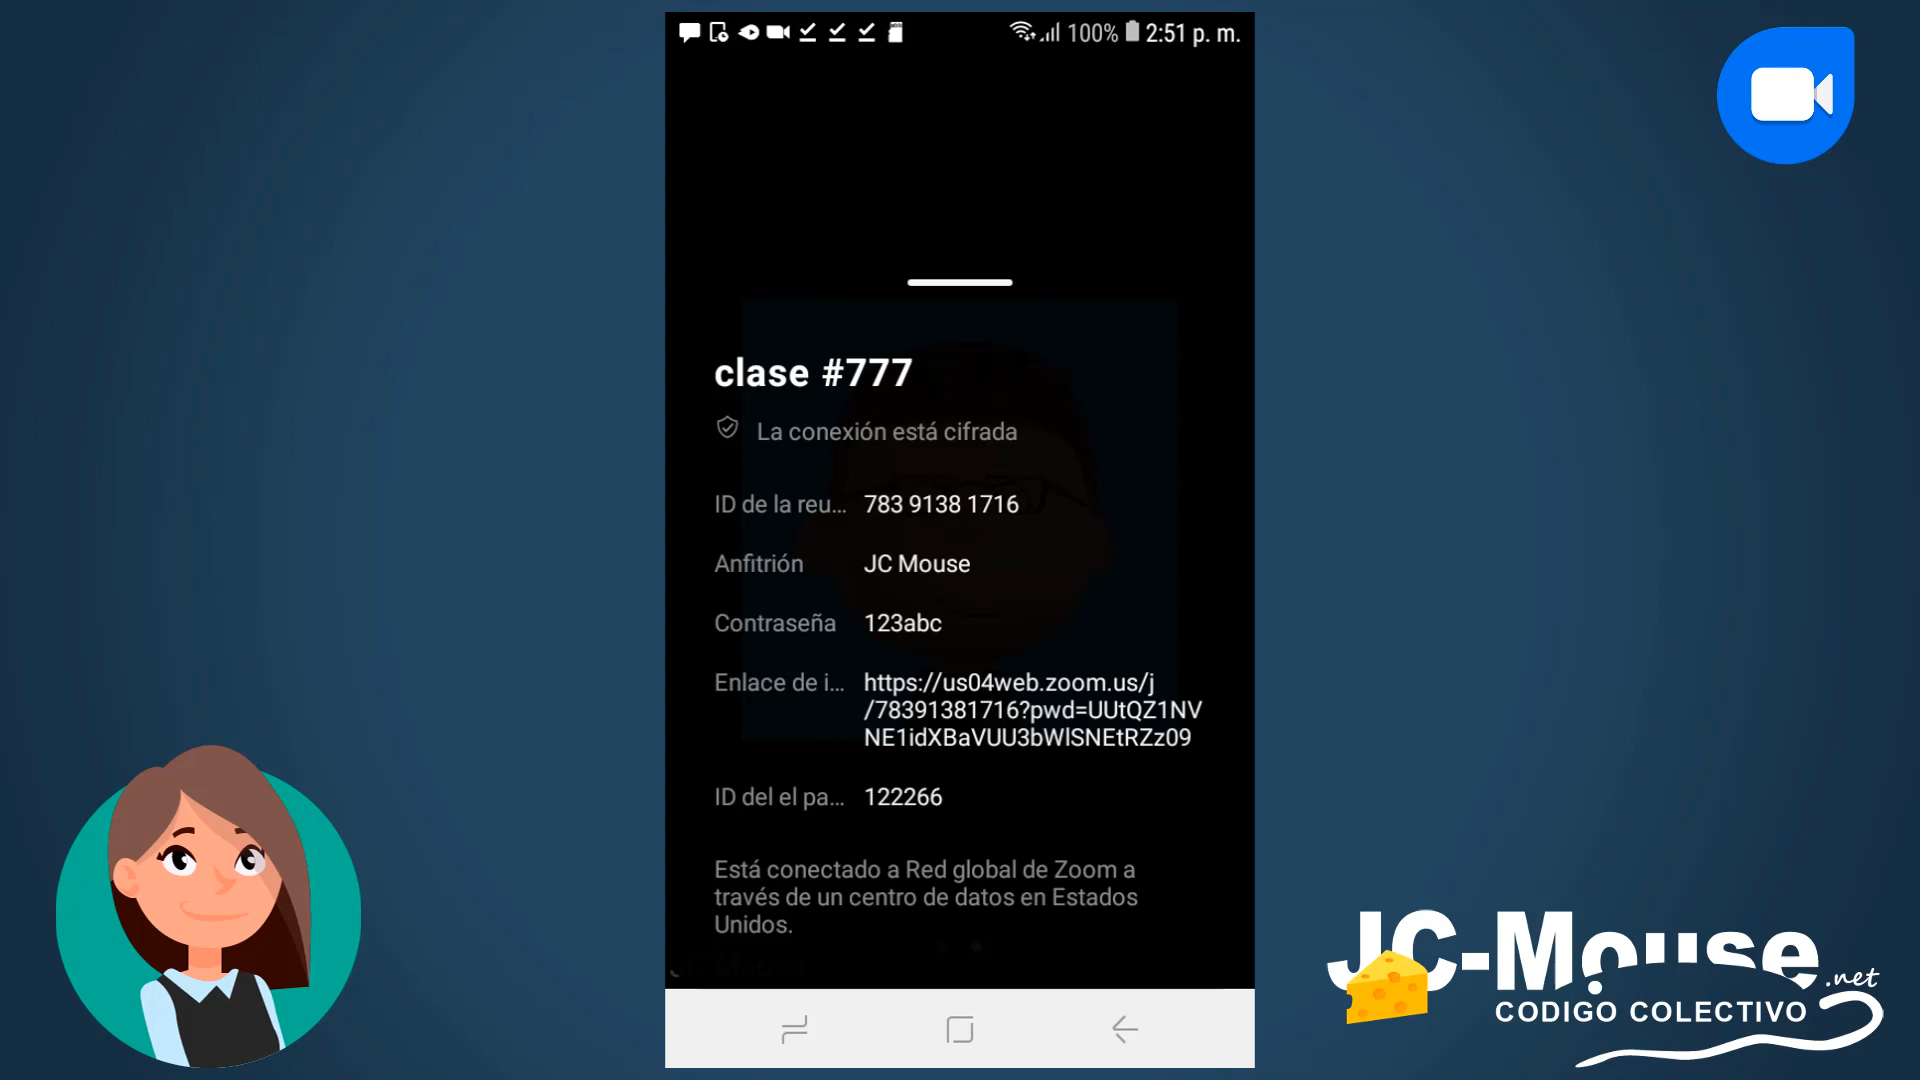 100% 2:51 p. m.
clase #777
La conexión está cifrada
ID de la reu... 783 9138 1716
Anfitrión JC Mouse
Contraseña 123abc
Enlace de i... https://us04web.zoom.us/j
/78391381716?pwd=UUtQZ1NV
NE1idXBaVUU3bWlSNEtRZz09
ID del el pa... 122266
Está conectado a Red global de Zoom a
través de un centro de datos en Estados
Unidos.
JC-Mouse
.net
CODIGO COLECTIVO